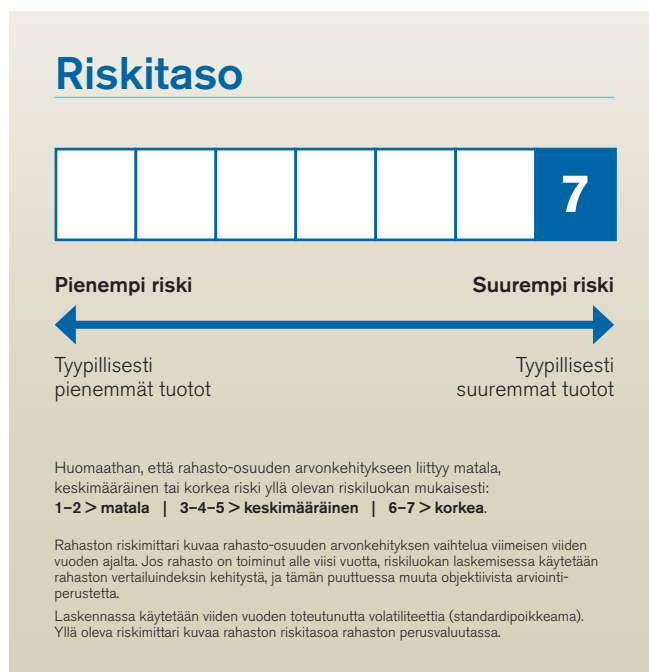 Riskitaso
7
Pienempi riski
Suurempi riski
Tyypillisesti
pienemmät tuotot
Tyypillisesti
suuremmat tuotot
Huomaathan, että rahasto-osuuden arvonkehitykseen liittyy matala,
keskimääräinen tai korkea riski yllä olevan riskiluokan mukaisesti:
1–2 > matala | 3–4–5 > keskimääräinen | 6–7 > korkea.
Rahaston riskimittari kuvaa rahasto-osuuden arvonkehityksen vaihtelua viimeisen viiden
vuoden ajalta. Jos rahasto on toiminut alle viisi vuotta, riskiluokan laskemisessa käytetään
rahaston vertailuindeksin kehitystä, ja tämän puuttuessa muuta objektiivista arviointi-
perustetta.
Laskennassa käytetään viiden vuoden toteutunutta volatiliteettia (standardipoikkeama).
Yllä oleva riskimittari kuvaa rahaston riskitasoa rahaston perusvaluutassa.